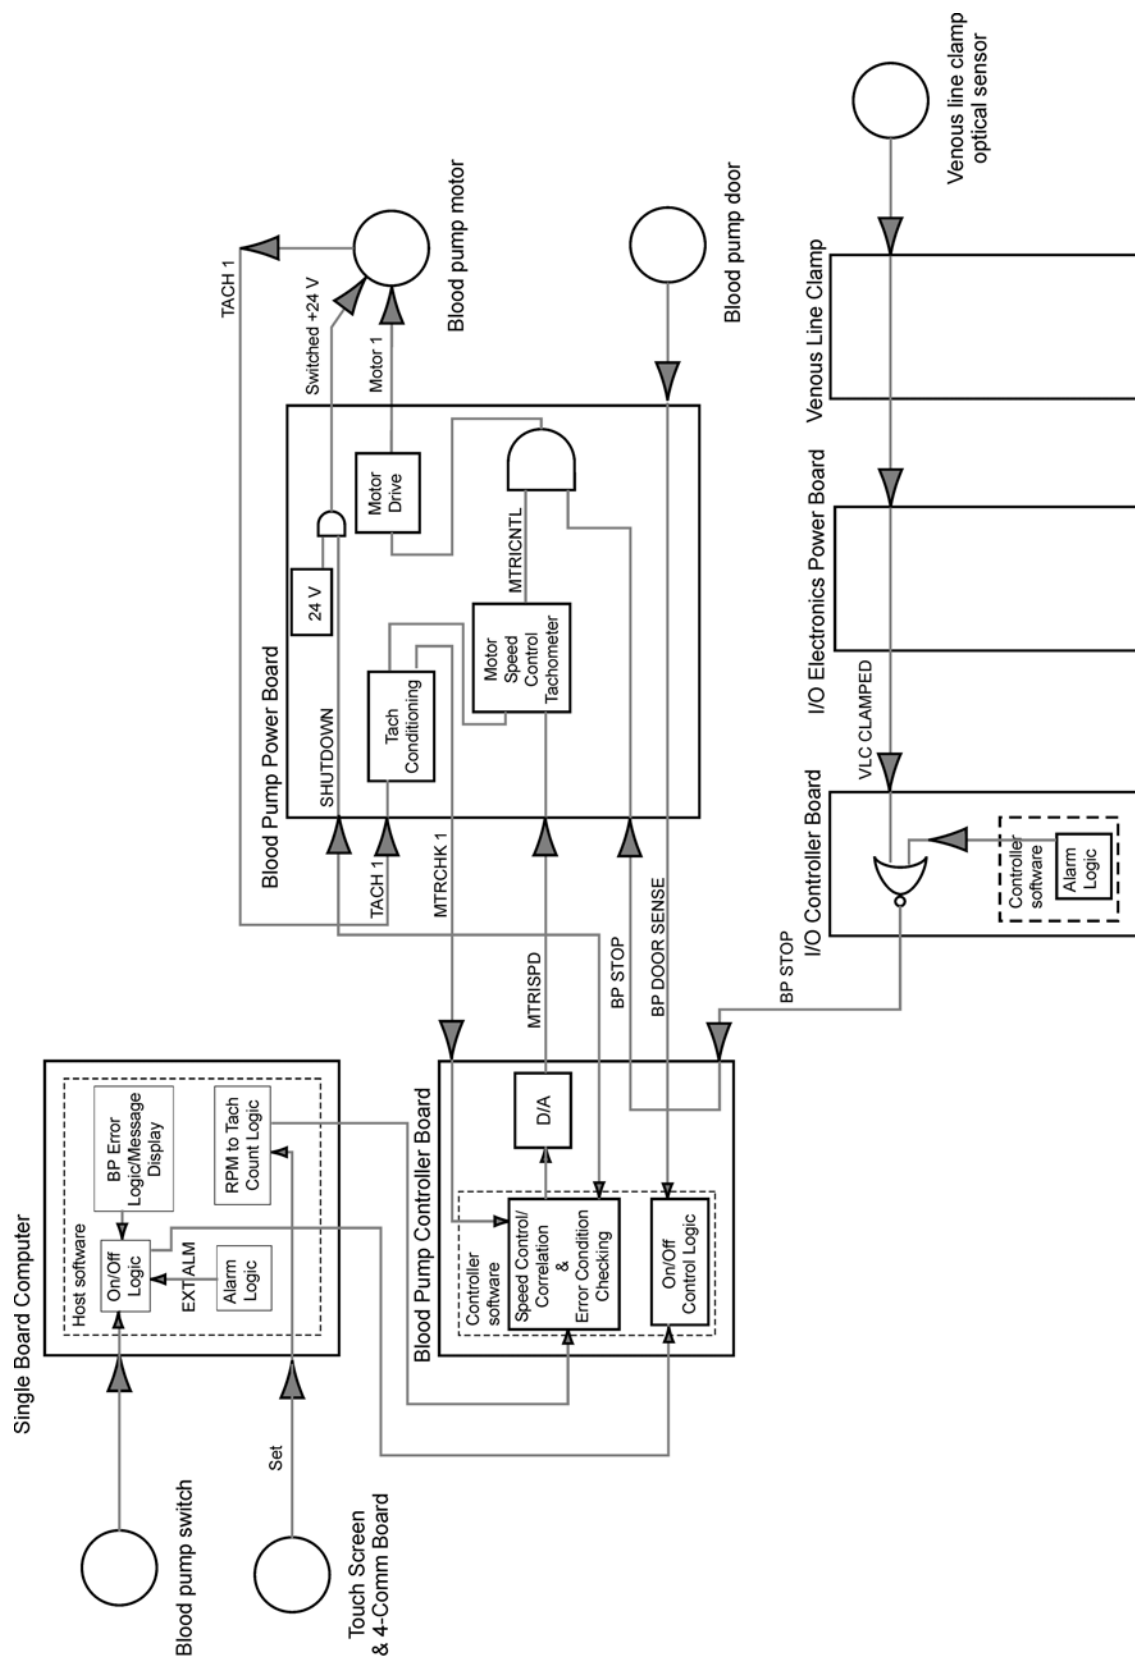 Single Board Computer
Host software
BP Error
Logic/Message
Display
On/Off
Logic
EXT ALM
Alarm
Logic
RPM to Tach
Count Logic
Blood pump switch
Set
Touch Screen
& 4-Comm Board
Blood Pump Controller Board
Controller
software
Speed Control/
Correlation
&
Error Condition
Checking
D/A
On/Off
Control Logic
TACH 1
MTRCHK 1
MTRISPD
BP STOP
BP DOOR SENSE
Blood Pump Power Board
SHUTDOWN
24 V
Tach
Conditioning
Motor
Speed
Control
Tachometer
MTRICNTL
Motor
Drive
TACH 1
Switched +24 V
Motor 1
Blood pump motor
Blood pump door
BP STOP
I/O Controller Board
Controller
software
Alarm
Logic
VLC CLAMPED
I/O Electronics Power Board
Venous Line Clamp
Venous line clamp
optical sensor